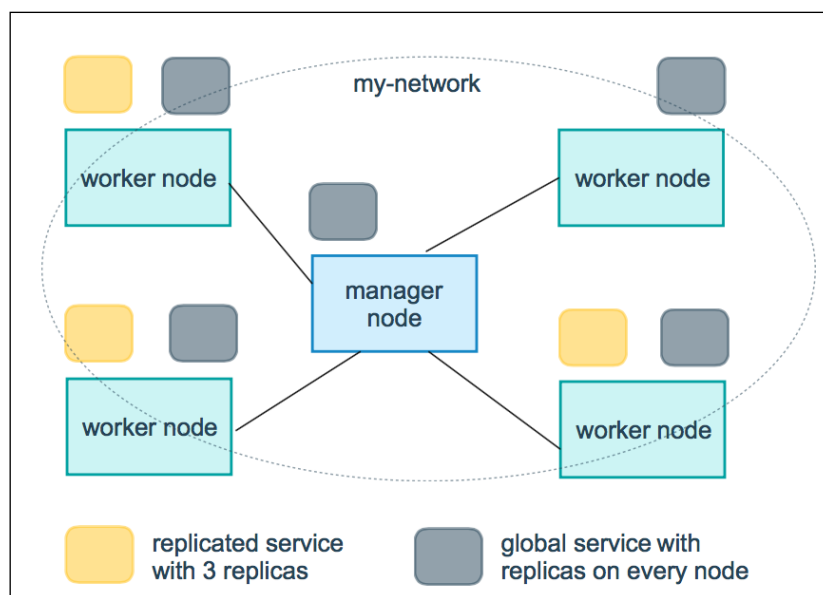 my-network
worker node
worker node
manager
node
worker node
worker node
replicated service
with 3 replicas
global service with
replicas on every node